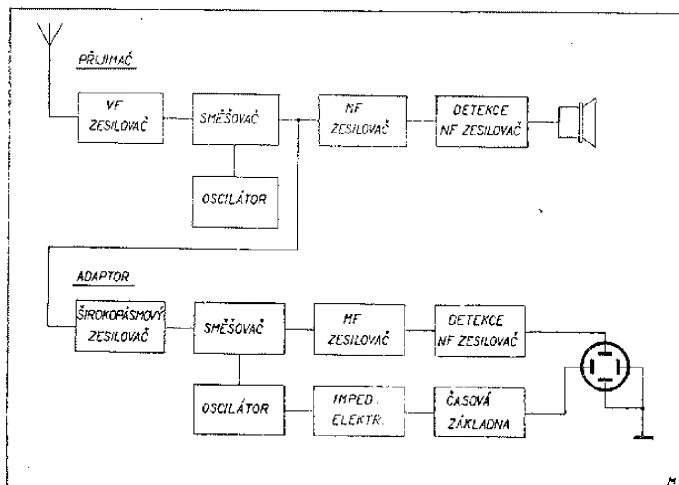 PŘIJIMAČ
VF
ZESILOVAČ
SMĚŠOVAČ
MF
ZESILOVAČ
DETEKCE
NF ZESILOVAČ
OSCILÁTOR
ADAPTOR
ŠIROKOPÁSMOVÝ
ZESILOVAČ
SMĚŠOVAČ
MF
ZESILOVAČ
DETEKCE
NF ZESILOVAČ
OSCILÁTOR
IMPED.
ELEKTR.
ČASOVÁ
ZÁKLADNA
M